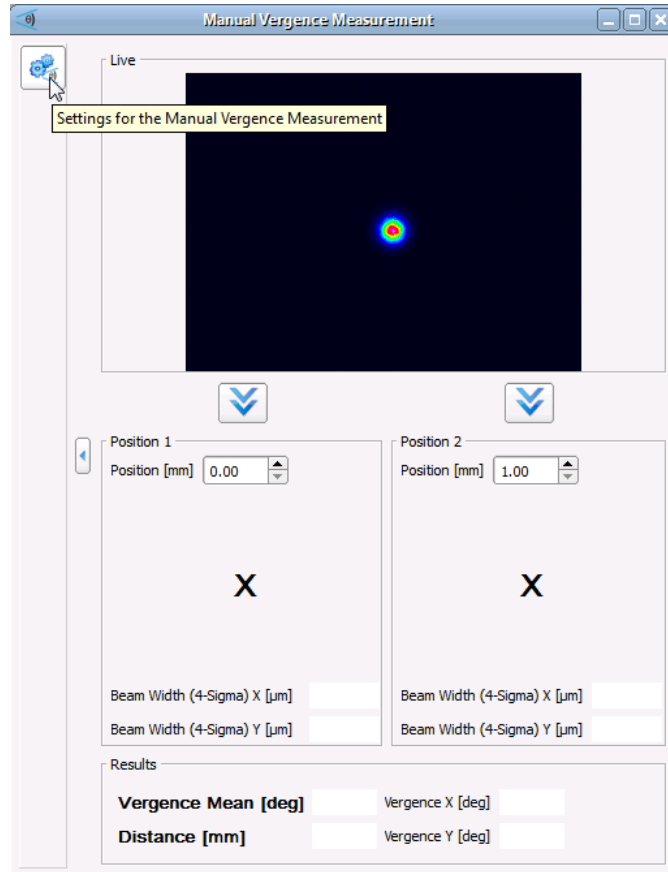 Manual Vergence Measurement
Live
Settings for the Manual Vergence Measurement
Position 1
Position [mm] 0.00
X
Beam Width (4-Sigma) X [µm]
Beam Width (4-Sigma) Y [µm]
Position 2
Position [mm] 1.00
X
Beam Width (4-Sigma) X [µm]
Beam Width (4-Sigma) Y [µm]
Results
Vergence Mean [deg] Vergence X [deg]
Distance [mm] Vergence Y [deg]